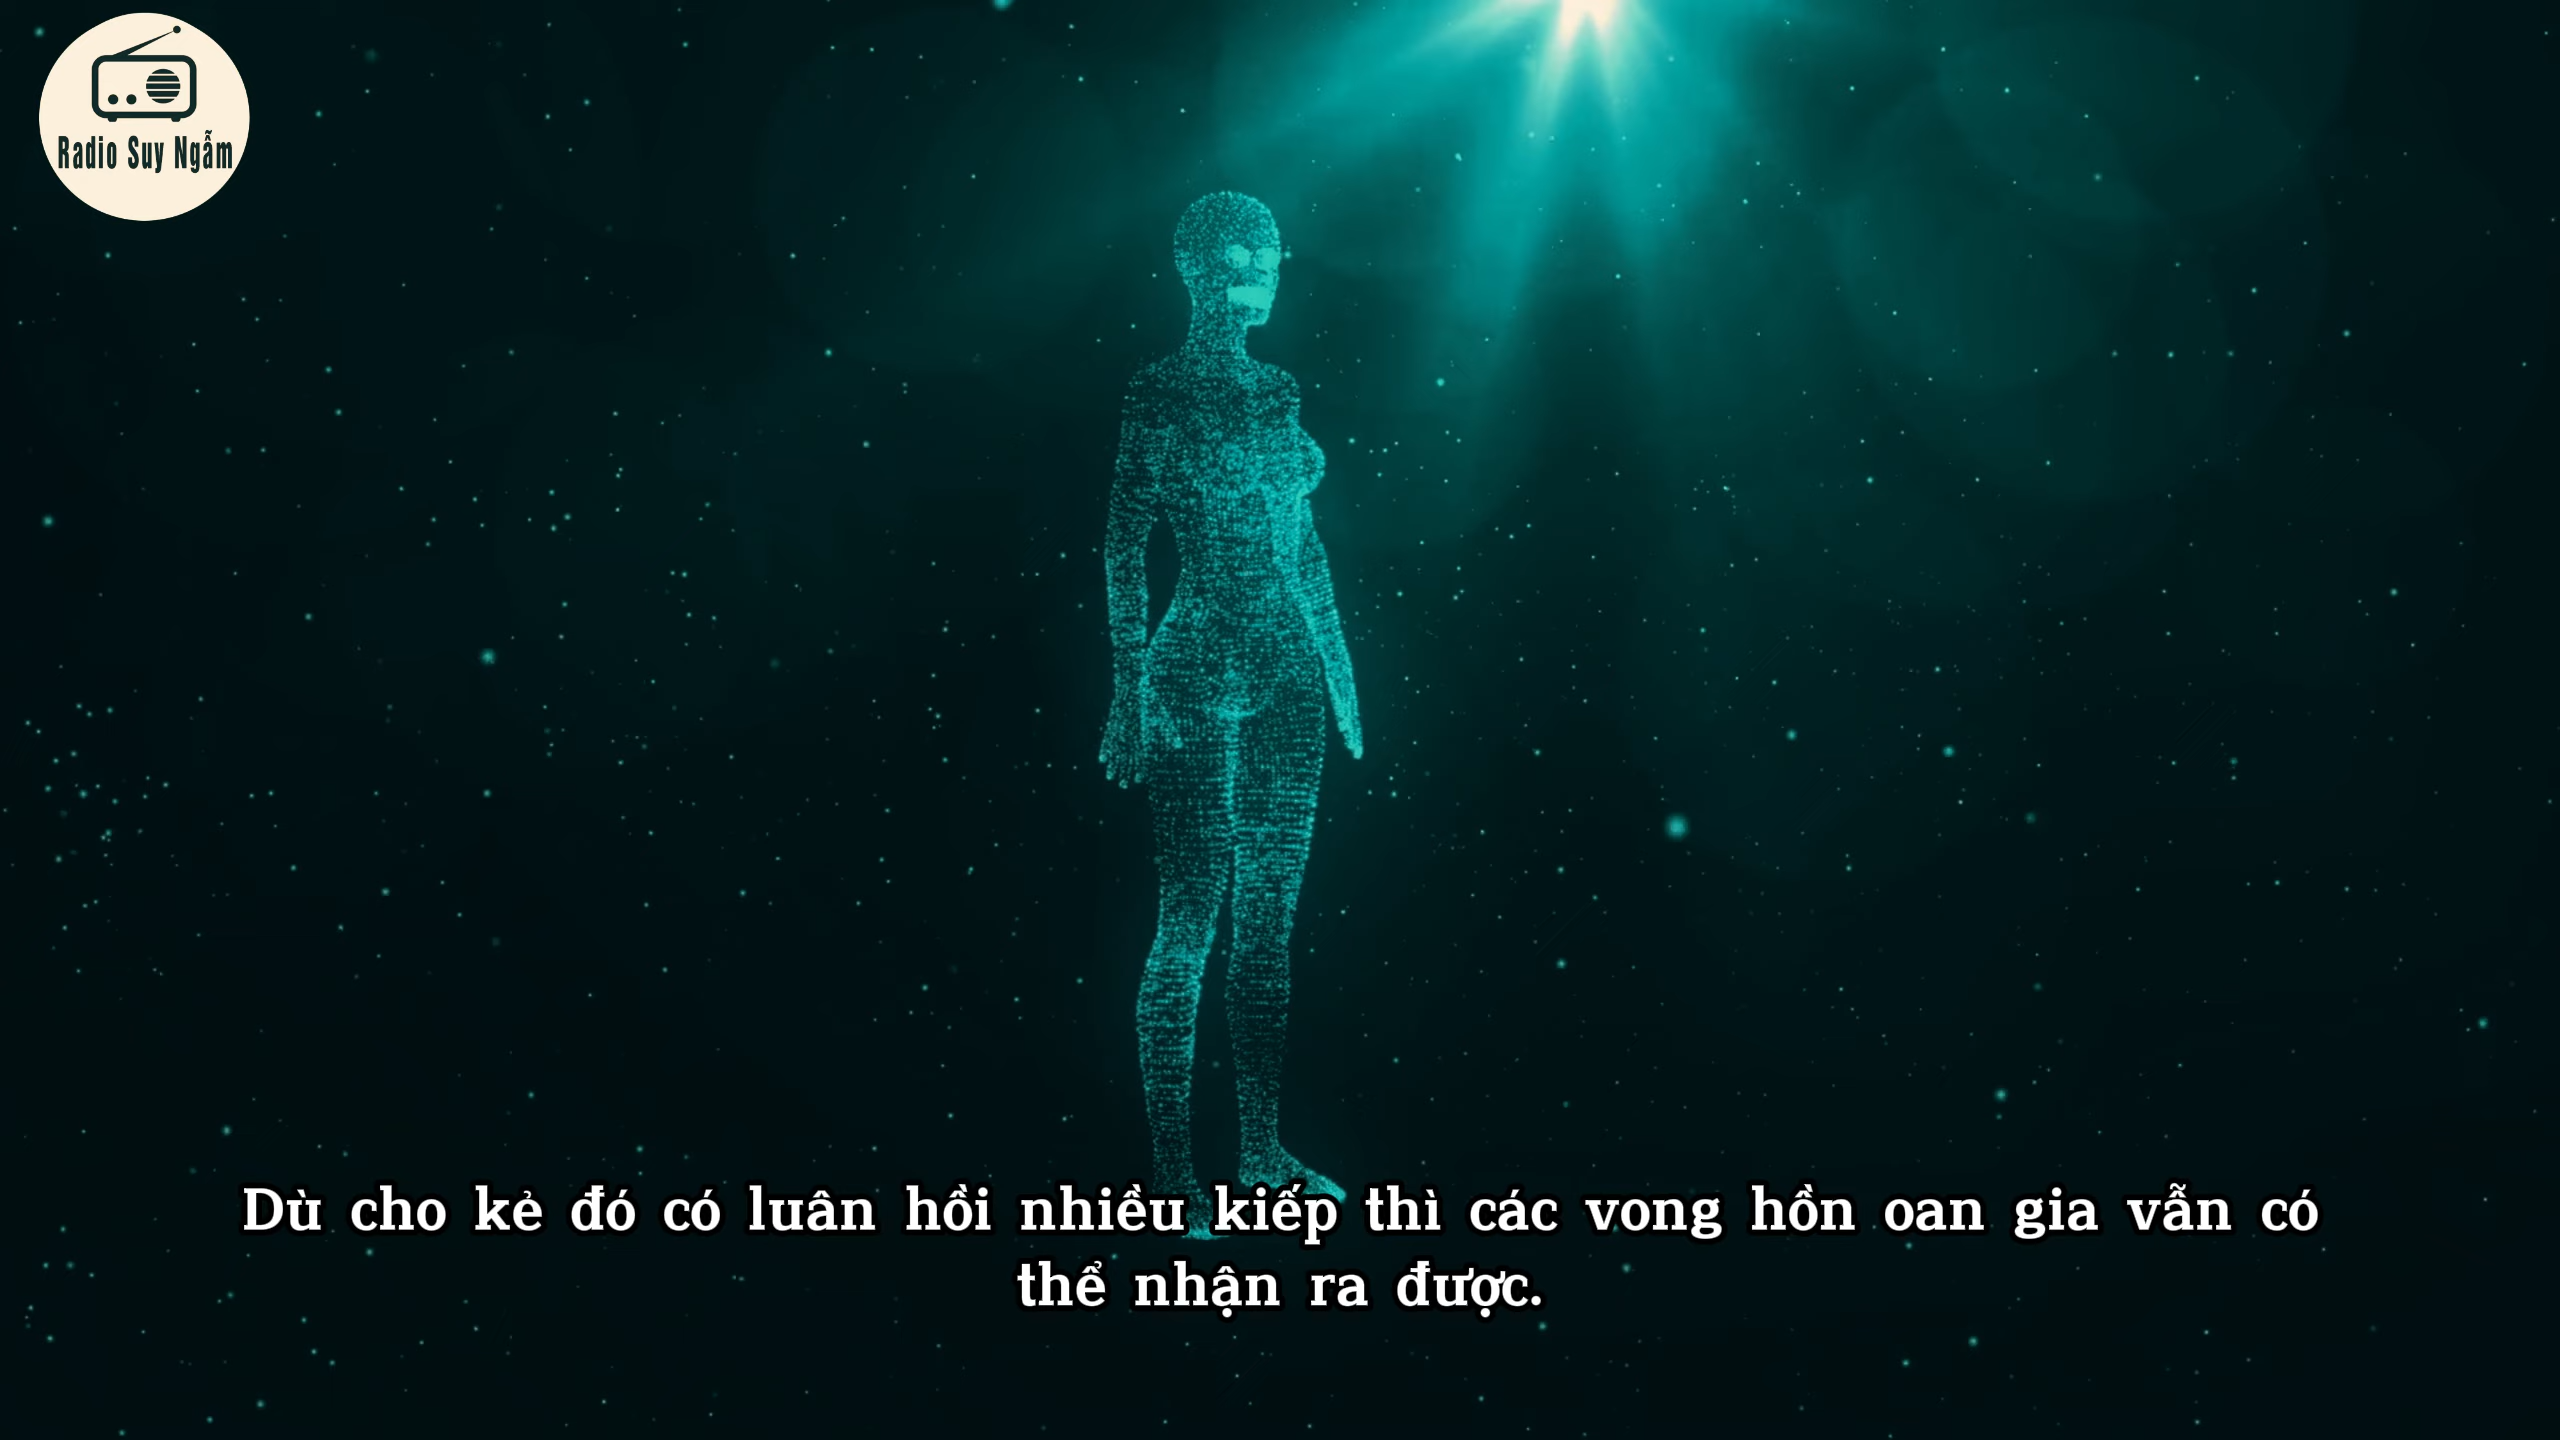 Radio Suy Ngẫm
Dù cho kẻ đó có luân hồi nhiều kiếp thì các vong hồn oan gia vẫn có
thể nhận ra được.